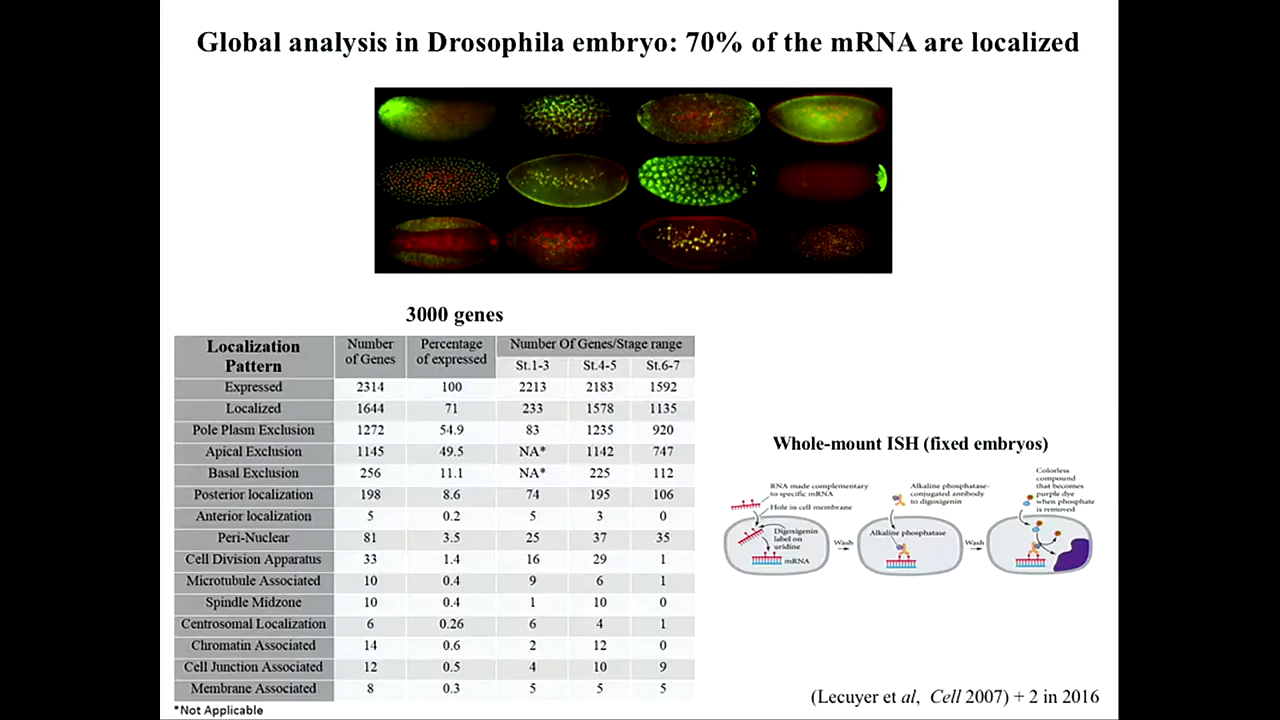 Global analysis in Drosophila embryo: 70% of the mRNA are localized
3000 genes
Localization Pattern Number of Genes Percentage of expressed Number Of Genes/Stage range
St.1-3 St.4-5 St.6-7
Expressed 2314 100 2213 2183 1592
Localized 1644 71 233 1578 1135
Pole Plasm Exclusion 1272 54.9 83 1235 920
Apical Exclusion 1145 49.5 NA* 1142 747
Basal Exclusion 256 11.1 NA* 225 112
Posterior localization 198 8.6 74 195 106
Anterior localization 5 0.2 5 3 0
Peri-Nuclear 81 3.5 25 37 35
Cell Division Apparatus 33 1.4 16 29 1
Microtubule Associated 10 0.4 9 6 1
Spindle Midzone 10 0.4 1 10 0
Centrosomal Localization 6 0.26 6 4 1
Chromatin Associated 14 0.6 2 12 0
Cell Junction Associated 12 0.5 4 10 9
Membrane Associated 8 0.3 5 5 5
*Not Applicable
Whole-mount ISH (fixed embryos)
RNA made complementary
to specific mRNA
Hole in cell membrane
Digoxigenin
label on
uridine
mRNA
Wash
Alkaline phosphatase-
conjugated antibody
to digoxigenin
Alkaline phosphatase
Wash
Colorless
compound
that becomes
purple dye
when phosphate
is removed
(Lecuyer et al, Cell 2007) + 2 in 2016